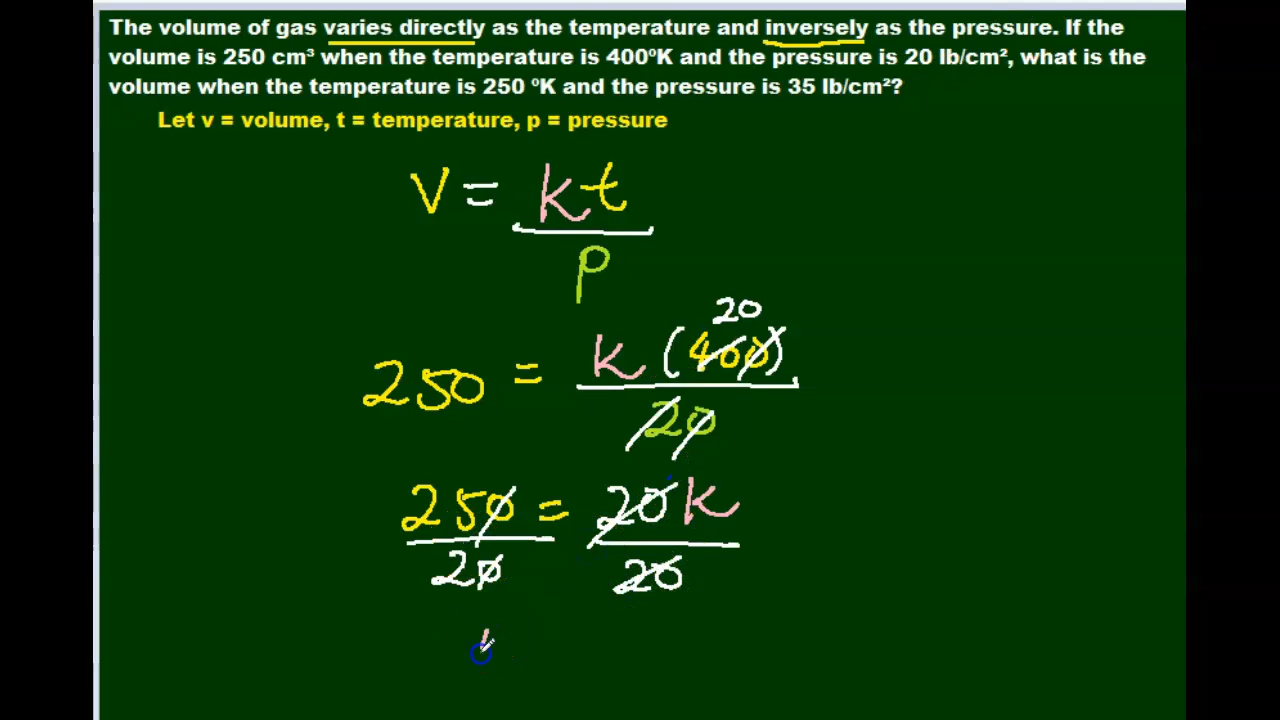 The volume of gas varies directly as the temperature and inversely as the pressure. If the
volume is 250 cm³ when the temperature is 400ºK and the pressure is 20 lb/cm², what is the
volume when the temperature is 250 ºK and the pressure is 35 lb/cm²?
Let v = volume, t = temperature, p = pressure
V = kt
p
20
250 = k (400)
20
250 = 20 k
20 20